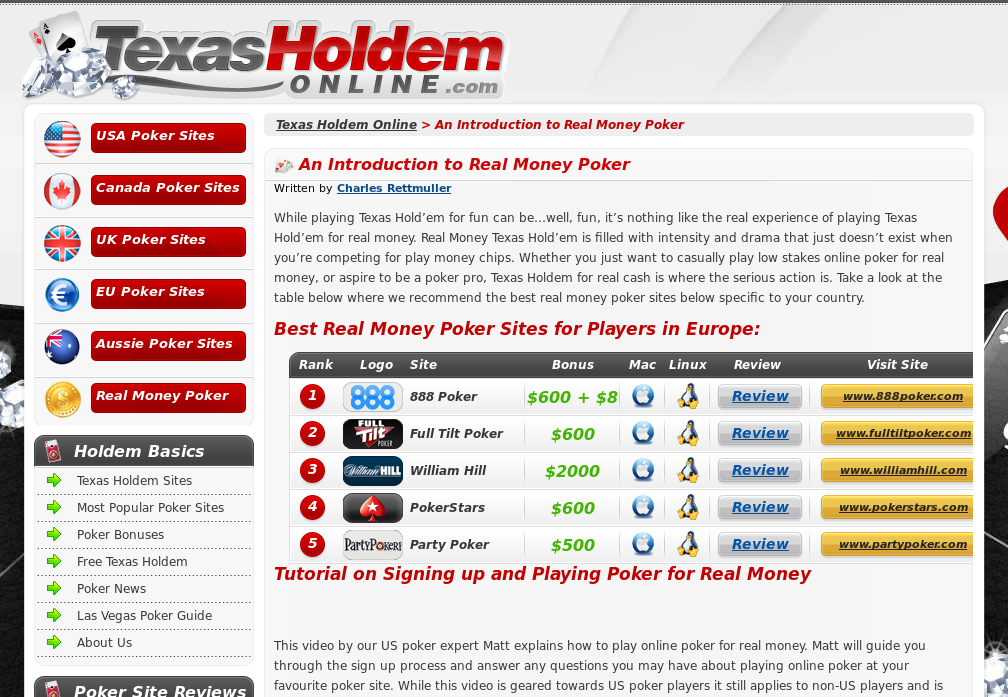 TexasHoldem
ONLINE.com
USA Poker Sites
Canada Poker Sites
UK Poker Sites
EU Poker Sites
Aussie Poker Sites
Real Money Poker
Holdem Basics
Texas Holdem Sites
Most Popular Poker Sites
Poker Bonuses
Free Texas Holdem
Poker News
Las Vegas Poker Guide
About Us
Poker Site Reviews
Texas Holdem Online > An Introduction to Real Money Poker
An Introduction to Real Money Poker
Written by Charles Rettmuller
While playing Texas Hold’em for fun can be…well, fun, it’s nothing like the real experience of playing Texas
Hold’em for real money. Real Money Texas Hold’em is filled with intensity and drama that just doesn’t exist when
you’re competing for play money chips. Whether you just want to casually play low stakes online poker for real
money, or aspire to be a poker pro, Texas Holdem for real cash is where the serious action is. Take a look at the
table below where we recommend the best real money poker sites below specific to your country.
Best Real Money Poker Sites for Players in Europe:
Rank Logo Site Bonus Mac Linux Review Visit Site
1 888 888 Poker $600 + $8 Review www.888poker.com
2 FULL TILT POKER Full Tilt Poker $600 Review www.fulltiltpoker.com
3 William HILL William Hill $2000 Review www.williamhill.com
4 PokerStars $600 Review www.pokerstars.com
5 PartyPoker Party Poker $500 Review www.partypoker.com
Tutorial on Signing up and Playing Poker for Real Money
This video by our US poker expert Matt explains how to play online poker for real money. Matt will guide you
through the sign up process and answer any questions you may have about playing online poker at your
favourite poker site. While this video is geared towards US poker players it still applies to non-US players and is